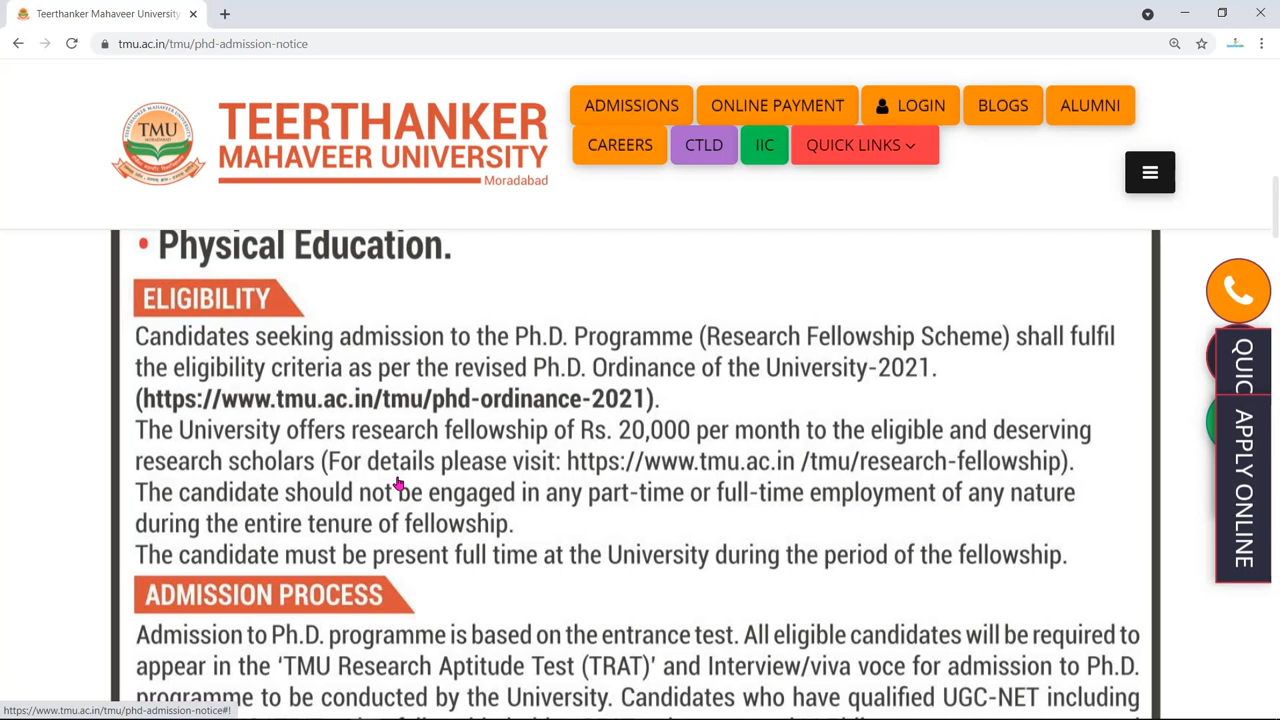 Teerthanker Mahaveer University
tmu.ac.in/tmu/phd-admission-notice
TMU
MORADABAD
TEERTHANKER
MAHAVEER UNIVERSITY
Moradabad
ADMISSIONS
ONLINE PAYMENT
LOGIN
BLOGS
ALUMNI
CAREERS
CTLD
IIC
QUICK LINKS
• Physical Education.
ELIGIBILITY
Candidates seeking admission to the Ph.D. Programme (Research Fellowship Scheme) shall fulfil
the eligibility criteria as per the revised Ph.D. Ordinance of the University-2021.
(https://www.tmu.ac.in/tmu/phd-ordinance-2021).
The University offers research fellowship of Rs. 20,000 per month to the eligible and deserving
research scholars (For details please visit: https://www.tmu.ac.in /tmu/research-fellowship).
The candidate should not be engaged in any part-time or full-time employment of any nature
during the entire tenure of fellowship.
The candidate must be present full time at the University during the period of the fellowship.
ADMISSION PROCESS
Admission to Ph.D. programme is based on the entrance test. All eligible candidates will be required to
appear in the 'TMU Research Aptitude Test (TRAT)' and Interview/viva voce for admission to Ph.D.
programme to be conducted by the University. Candidates who have qualified UGC-NET including
QUIC
APPLY ONLINE
https://www.tmu.ac.in/tmu/phd-admission-notice#!